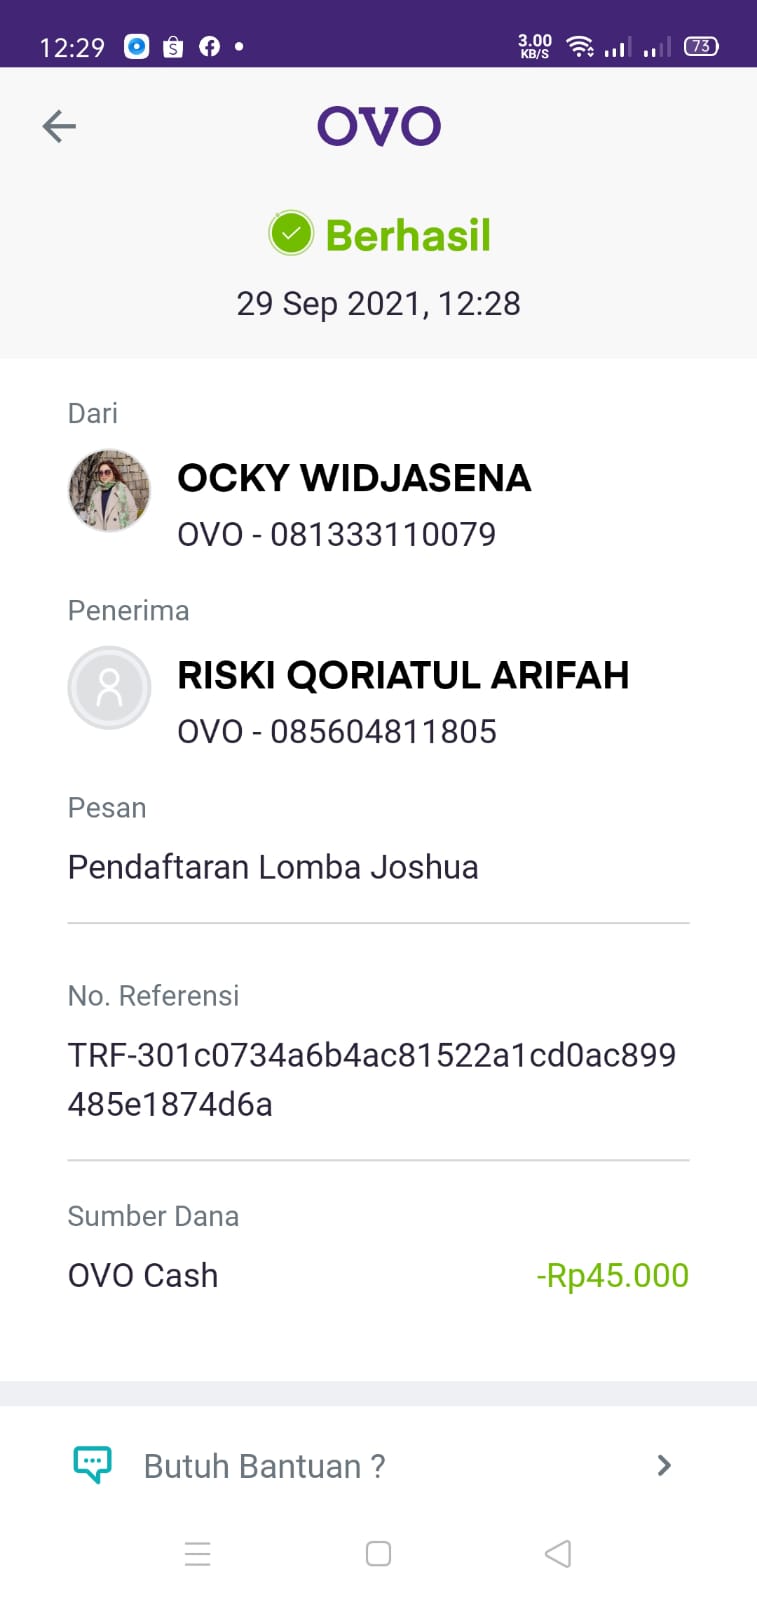 12:29
3.00
KB/S
73
OVO
Berhasil
29 Sep 2021, 12:28
Dari
OCKY WIDJASENA
OVO - 081333110079
Penerima
RISKI QORIATUL ARIFAH
OVO - 085604811805
Pesan
Pendaftaran Lomba Joshua
No. Referensi
TRF-301c0734a6b4ac81522a1cd0ac899
485e1874d6a
Sumber Dana
OVO Cash -Rp45.000
Butuh Bantuan ?